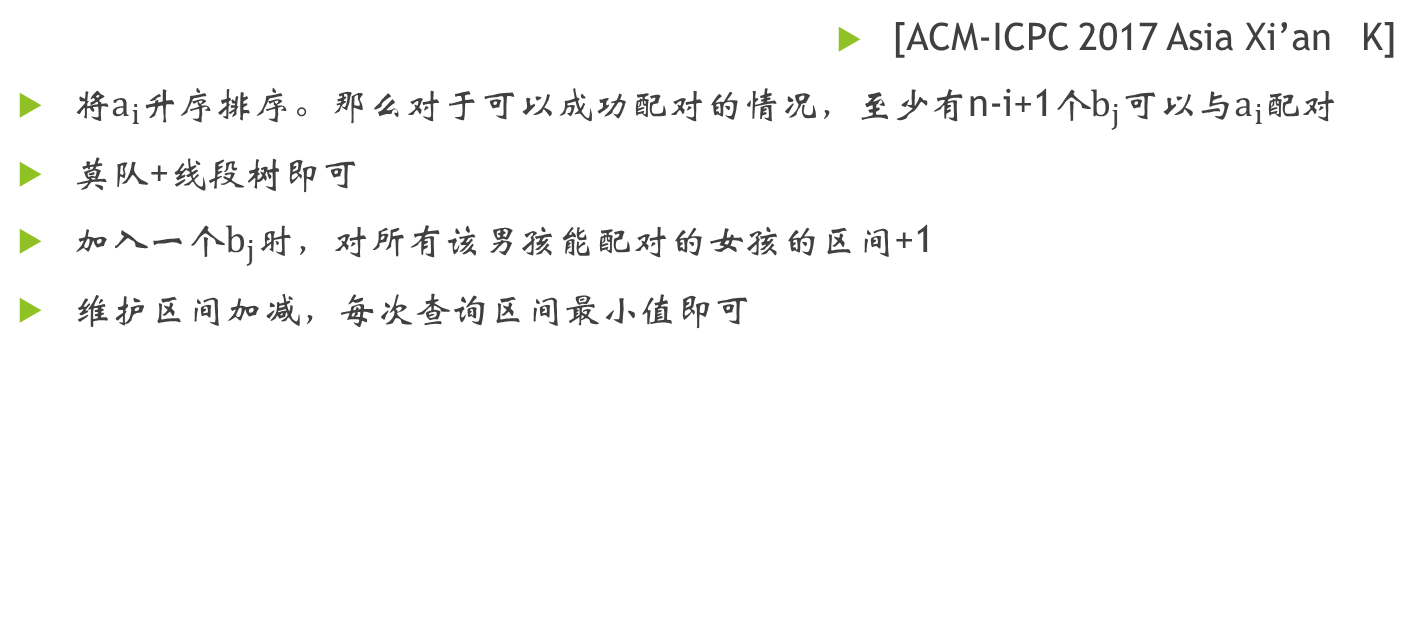 [ACM-ICPC 2017 Asia Xi’an K]
将aᵢ升序排序。那么对于可以成功配对的情况，至少有n-i+1个bⱼ可以与aᵢ配对
莫队+线段树即可
加入一个bⱼ时，对所有该男孩能配对的女孩的区间+1
维护区间加减，每次查询区间最小值即可